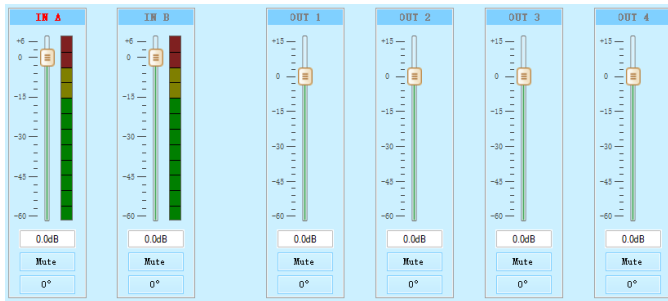 IN A IN B OUT 1 OUT 2 OUT 3 OUT 4
+6 +6 +15 +15 +15 +15
0 0 0 0 0 0
-15 -15 -15 -15 -15 -15
-30 -30 -30 -30 -30 -30
-45 -45 -45 -45 -45 -45
-60 -60 -60 -60 -60 -60
0.0dB 0.0dB 0.0dB 0.0dB 0.0dB 0.0dB
Mute Mute Mute Mute Mute Mute
0° 0° 0° 0° 0° 0°